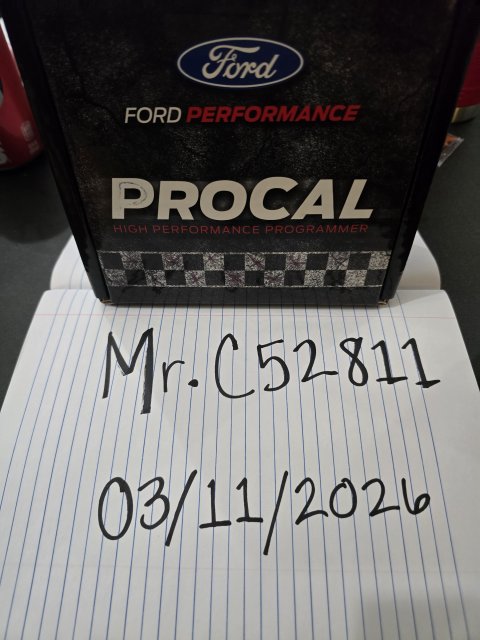 Ford
FORD PERFORMANCE
PROCAL
HIGH PERFORMANCE PROGRAMMER
Mr. C52811
03/11/2026